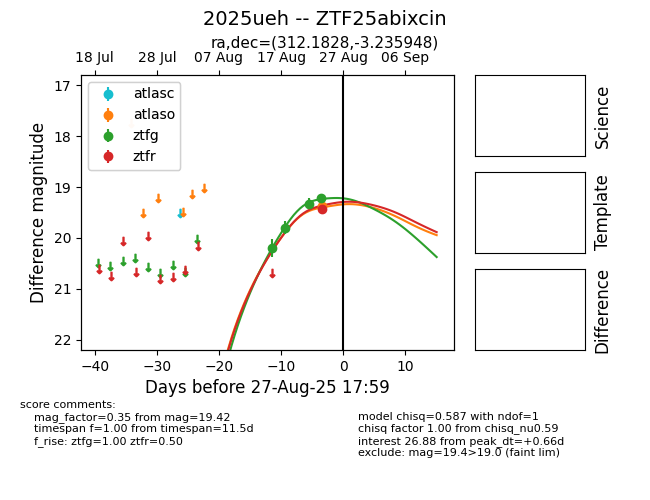 2025ueh -- ZTF25abixcin
ra,dec=(312.1828,-3.235948)
18 Jul 28 Jul 07 Aug 17 Aug 27 Aug 06 Sep
17
18
19
20
21
22
Difference magnitude
atlasc
atlaso
ztfg
ztfr
−40 −30 −20 −10 0 10
Days before 27-Aug-25 17:59
Science
Template
Difference
score comments:
mag_factor=0.35 from mag=19.42
timespan f=1.00 from timespan=11.5d
f_rise: ztfg=1.00 ztfr=0.50
model chisq=0.587 with ndof=1
chisq factor 1.00 from chisq_nu0.59
interest 26.88 from peak_dt=+0.66d
exclude: mag=19.4>19.0 (faint lim)